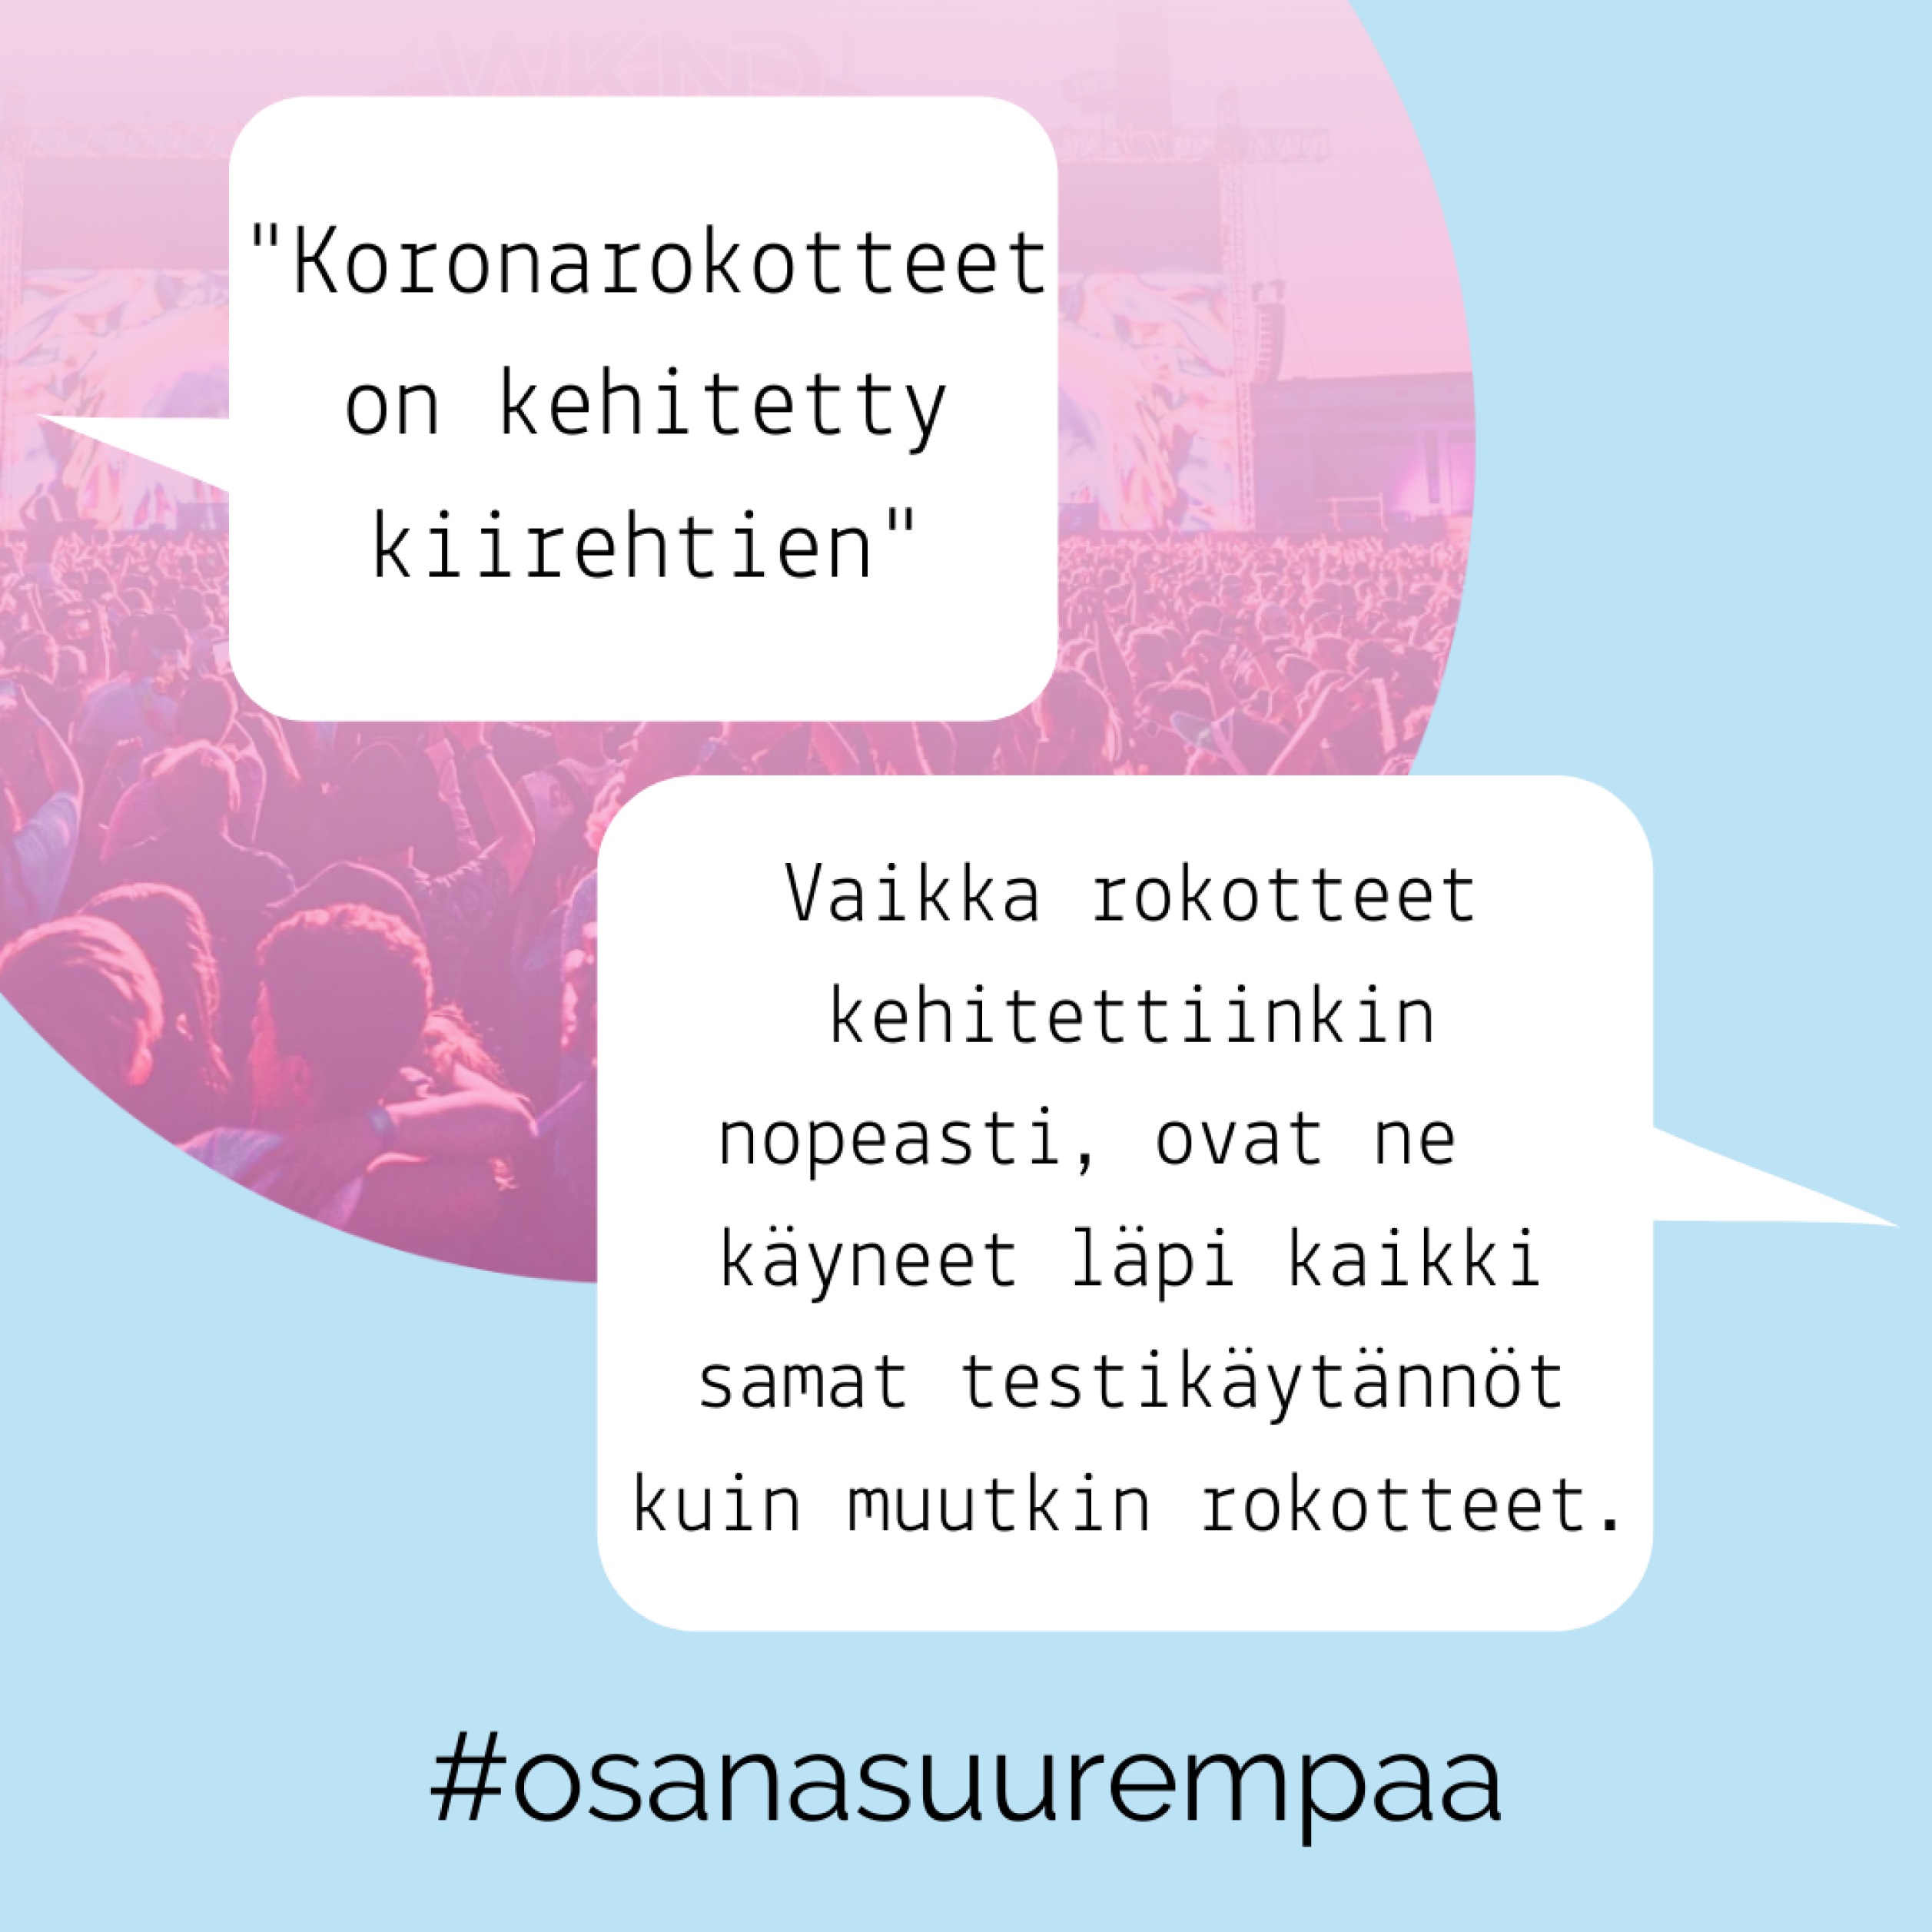 WKND
"Koronarokotteet
on kehitetty
kiirehtien"
Vaikka rokotteet
kehitettiinkin
nopeasti, ovat ne
käyneet läpi kaikki
samat testikäytännöt
kuin muutkin rokotteet.
#osanasuurempaa